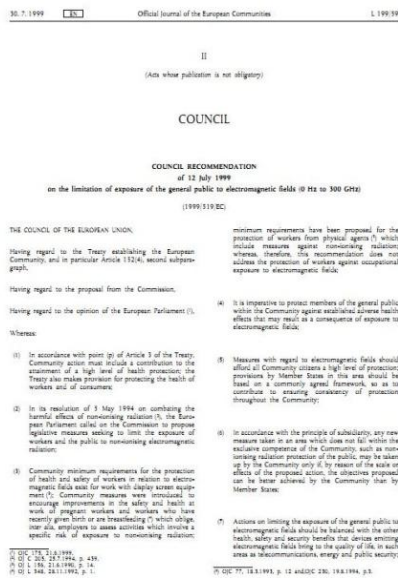 30. 7. 1999
EN
Official Journal of the European Communities
L 199/59
II
(Acts whose publication is not obligatory)
COUNCIL
COUNCIL RECOMMENDATION
of 12 July 1999
on the limitation of exposure of the general public to electromagnetic fields (0 Hz to 300 GHz)
(1999/519/EC)
THE COUNCIL OF THE EUROPEAN UNION,
Having regard to the Treaty establishing the European
Community, and in particular Article 152(4), second subpara-
graph,
Having regard to the proposal from the Commission,
Having regard to the opinion of the European Parliament (¹),
Whereas:
(1) In accordance with point (p) of Article 3 of the Treaty,
Community action must include a contribution to the
attainment of a high level of health protection; the
Treaty also makes provision for protecting the health of
workers and of consumers;
(2) In its resolution of 5 May 1994 on combating the
harmful effects of non-ionising radiation (²), the Euro-
pean Parliament called on the Commission to propose
legislative measures seeking to limit the exposure of
workers and the public to non-ionising electromagnetic
radiation;
(3) Community minimum requirements for the protection
of health and safety of workers in relation to electro-
magnetic fields exist for work with display screen equip-
ment (³); Community measures were introduced to
encourage improvements in the safety and health at
work of pregnant workers and workers who have
recently given birth or are breastfeeding (⁴) which oblige,
inter alia, employers to assess activities which involve a
specific risk of exposure to non-ionising radiation;
(¹) OJ C 175, 21.6.1999.
(²) OJ C 205, 25.7.1994, p. 439.
(³) OJ L 156, 21.6.1990, p. 14.
(⁴) OJ L 348, 28.11.1992, p. 1.
minimum requirements have been proposed for the
protection of workers from physical agents (⁵) which
include measures against non-ionising radiation;
whereas, therefore, this recommendation does not
address the protection of workers against occupational
exposure to electromagnetic fields;
(4) It is imperative to protect members of the general public
within the Community against established adverse health
effects that may result as a consequence of exposure to
electromagnetic fields;
(5) Measures with regard to electromagnetic fields should
afford all Community citizens a high level of protection;
provisions by Member States in this area should be
based on a commonly agreed framework, so as to
contribute to ensuring consistency of protection
throughout the Community;
(6) In accordance with the principle of subsidiarity, any new
measure taken in an area which does not fall within the
exclusive competence of the Community, such as non-
ionising radiation protection of the public, may be taken
up by the Community only if, by reason of the scale or
effects of the proposed action, the objectives proposed
can be better achieved by the Community than by
Member States;
(7) Actions on limiting the exposure of the general public to
electromagnetic fields should be balanced with the other
health, safety and security benefits that devices emitting
electromagnetic fields bring to the quality of life, in such
areas as telecommunications, energy and public security;
(⁵) OJ C 77, 18.3.1993, p. 12 and OJ C 230, 19.8.1994, p.3.